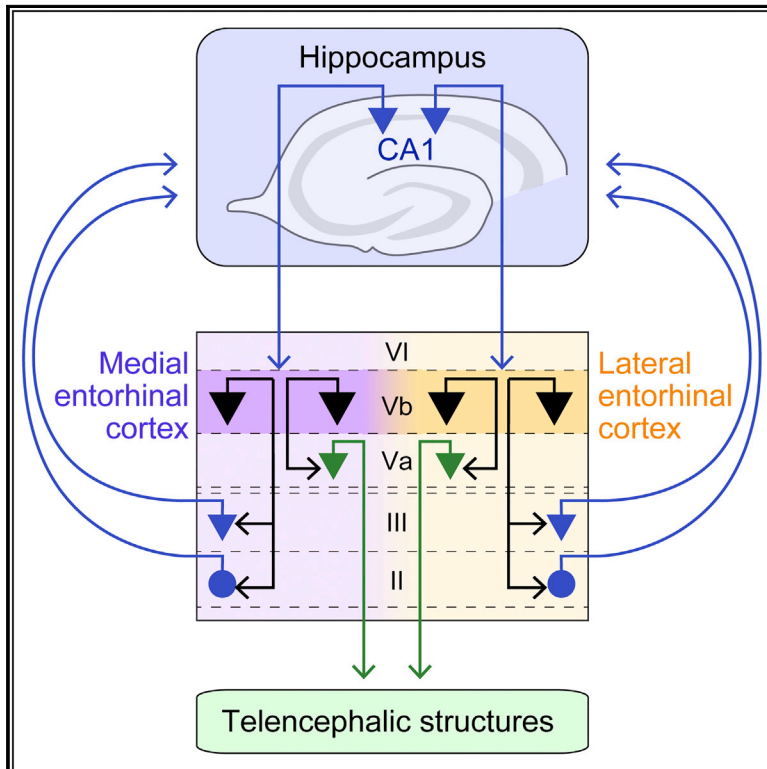 Hippocampus
CA1
Medial
entorhinal
cortex
VI
Vb
Va
III
II
Lateral
entorhinal
cortex
Telencephalic structures